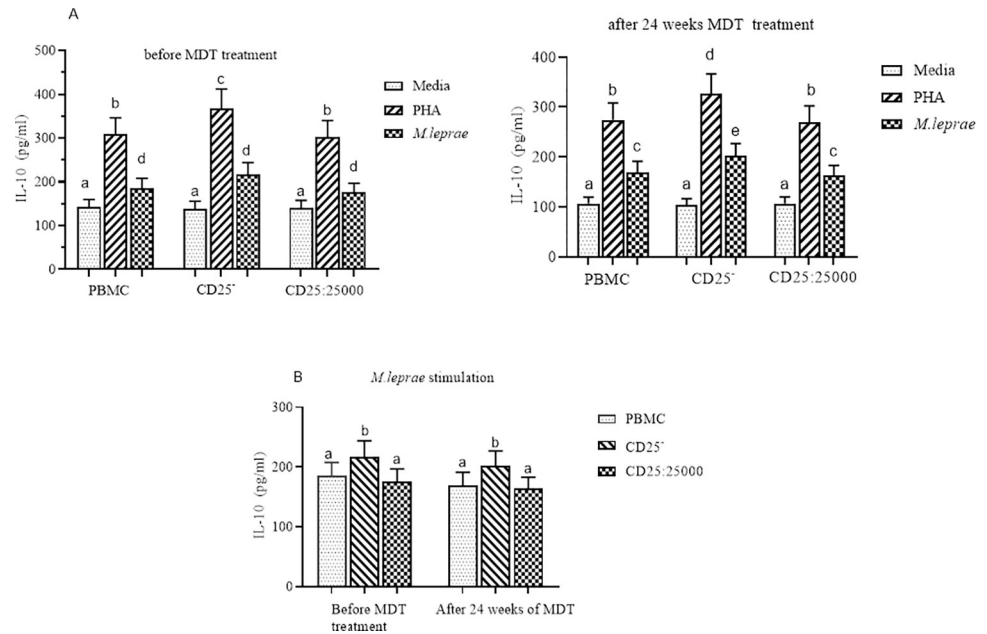 A
before MDT treatment
500
400
300
200
100
0
IL-10 (pg/ml)
a
b
d
a
c
d
a
b
d
PBMC
CD25-
CD25:25000
Media
PHA
M.leprae
after 24 weeks MDT treatment
400
300
200
100
0
IL-10 (pg/ml)
a
b
c
a
d
e
a
b
c
PBMC
CD25-
CD25:25000
Media
PHA
M.leprae
B
M.leprae stimulation
300
200
100
0
IL-10 (pg/ml)
a
b
a
a
b
a
Before MDT
treatment
After 24 weeks of MDT
PBMC
CD25-
CD25:25000